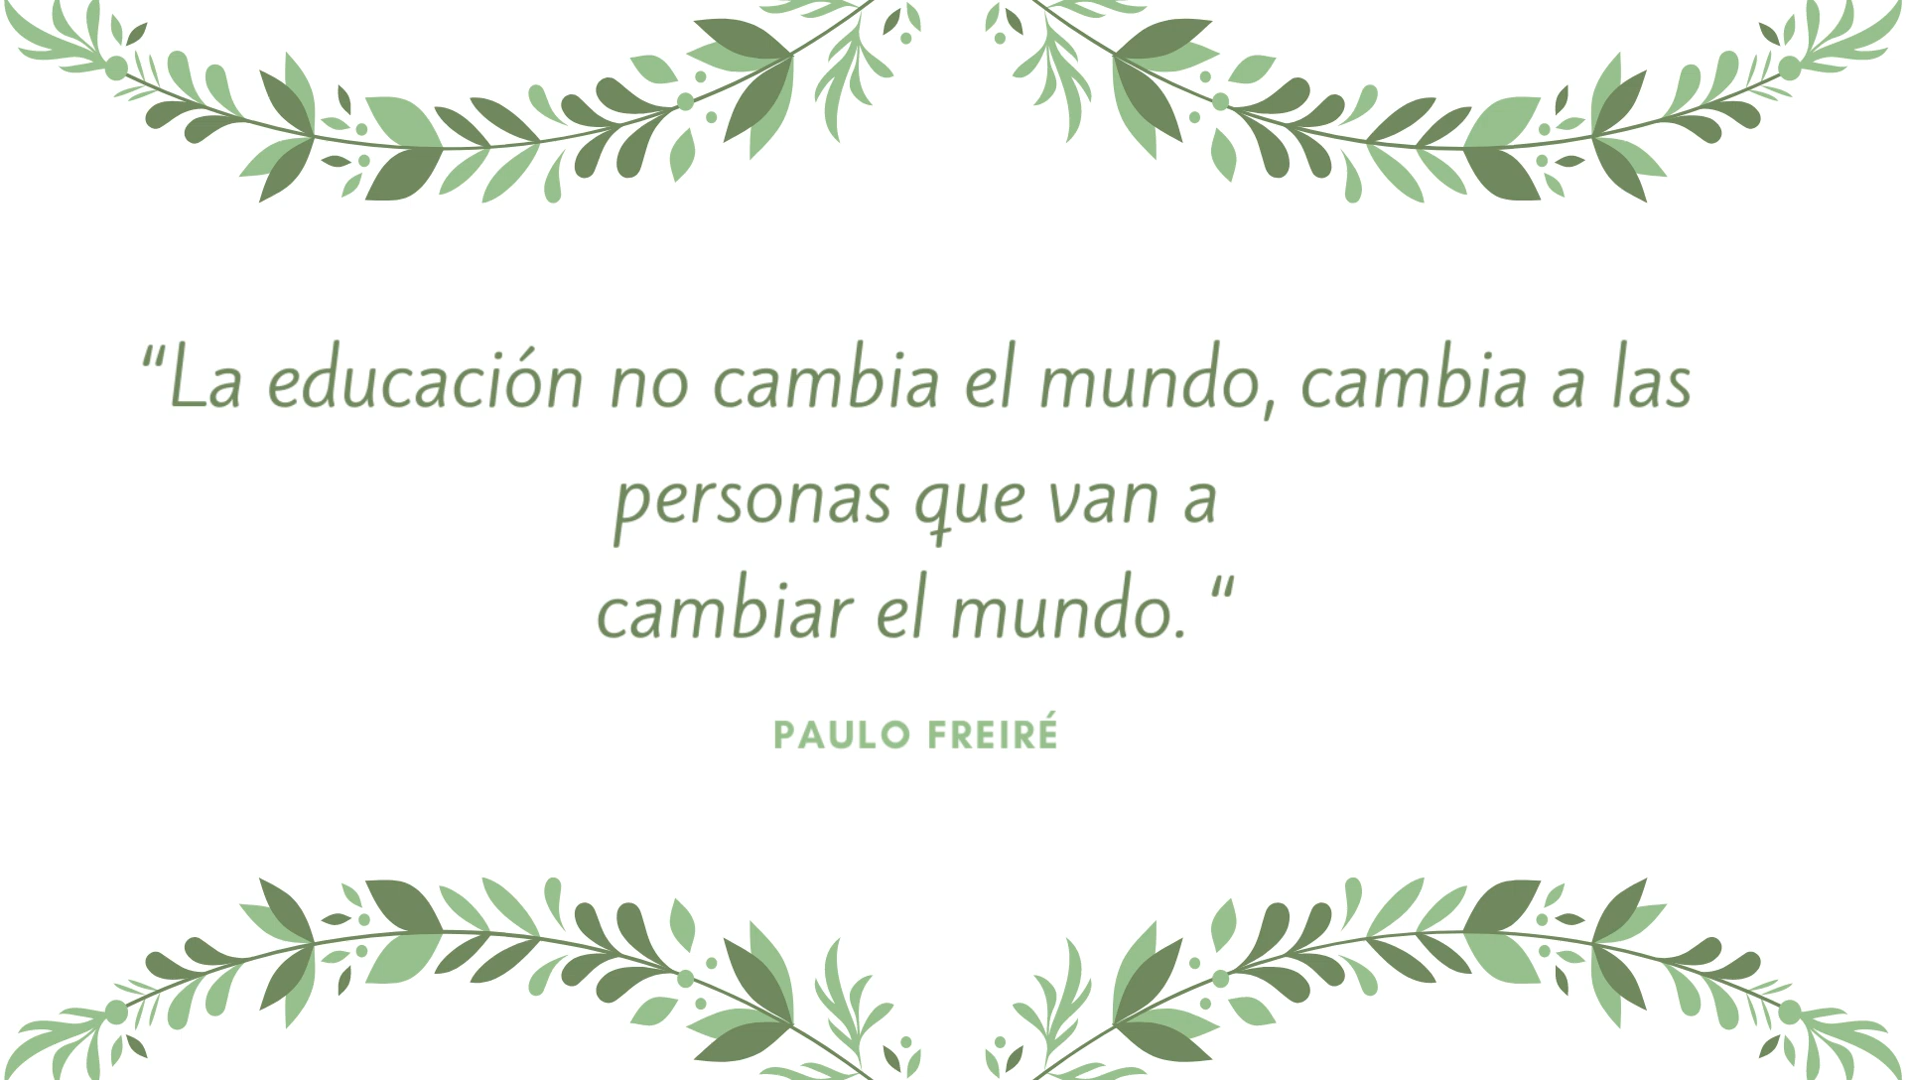 “La educación no cambia el mundo, cambia a las
personas que van a
cambiar el mundo. “
PAULO FREIRÉ